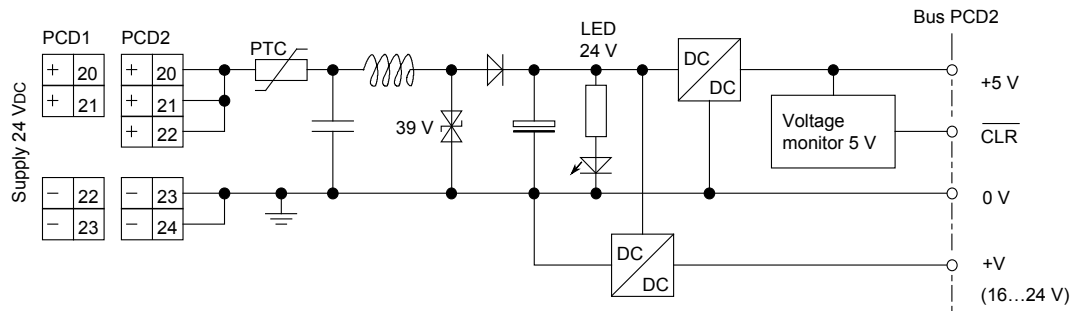 Bus PCD2
PCD1
PCD2
PTC
LED
24 V
Supply 24 VDC
+ 20
+ 21
+ 20
+ 21
+ 22
− 22
− 23
− 23
− 24
39 V
DC
DC
Voltage
monitor 5 V
+5 V
CLR
0 V
DC
DC
+V
(16…24 V)